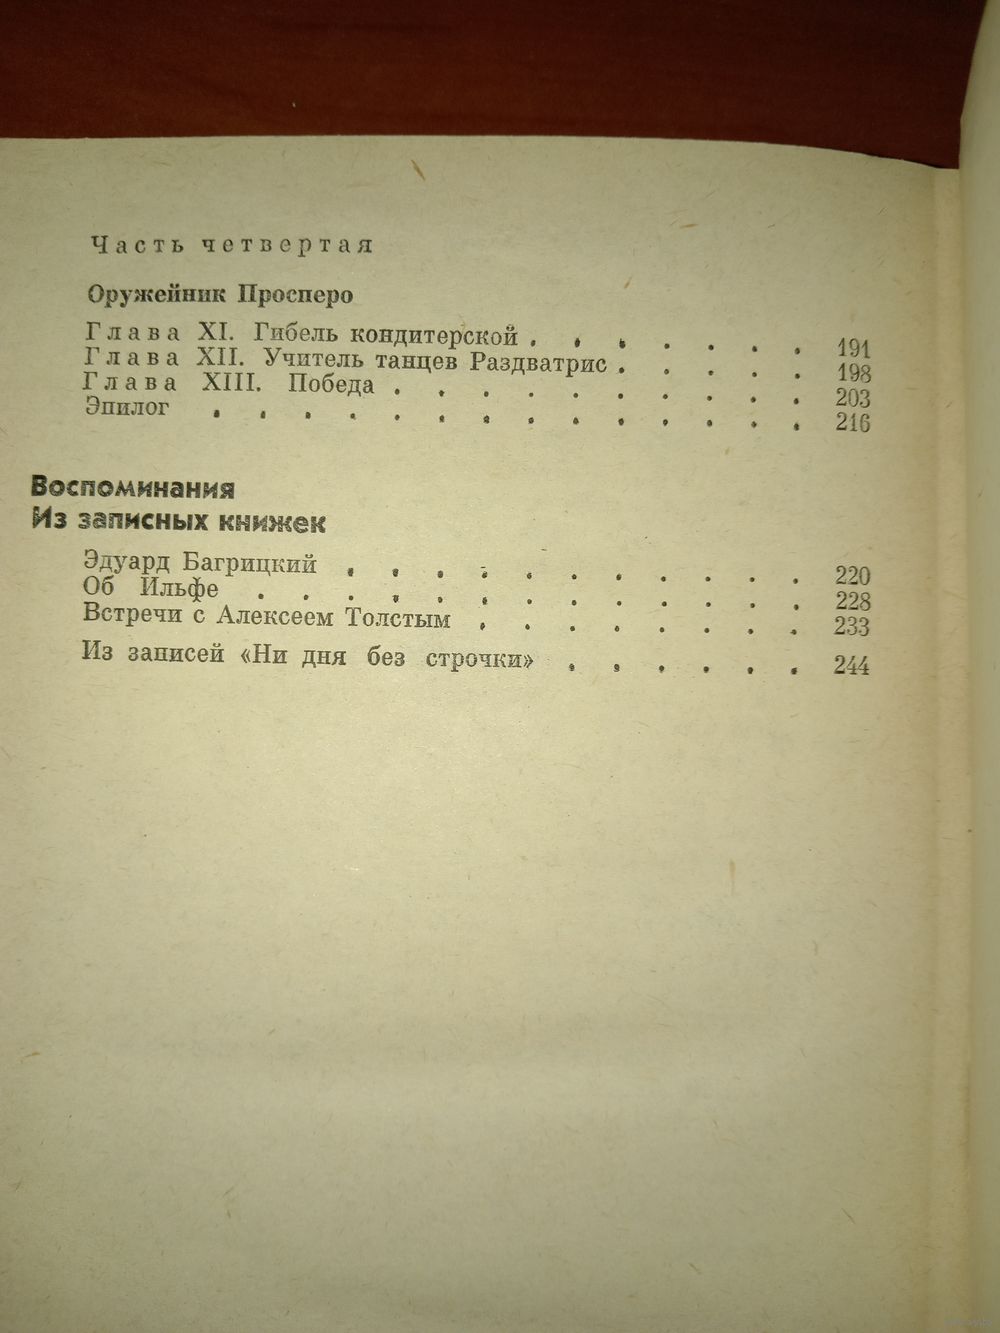 Часть четвертая
Оружейник Просперо
Глава XI. Гибель кондитерской . . . . . . . 191
Глава XII. Учитель танцев Раздватрис . . . . . 198
Глава XIII. Победа . . . . . . . . . . 203
Эпилог . . . . . . . . . . . . . . 216
Воспоминания
Из записных книжек
Эдуард Багрицкий . . . . . . . . . . . 220
Об Ильфе . . . . . . . . . . . . . 228
Встречи с Алексеем Толстым . . . . . . . . 233
Из записей «Ни дня без строчки» . . . . . . 244